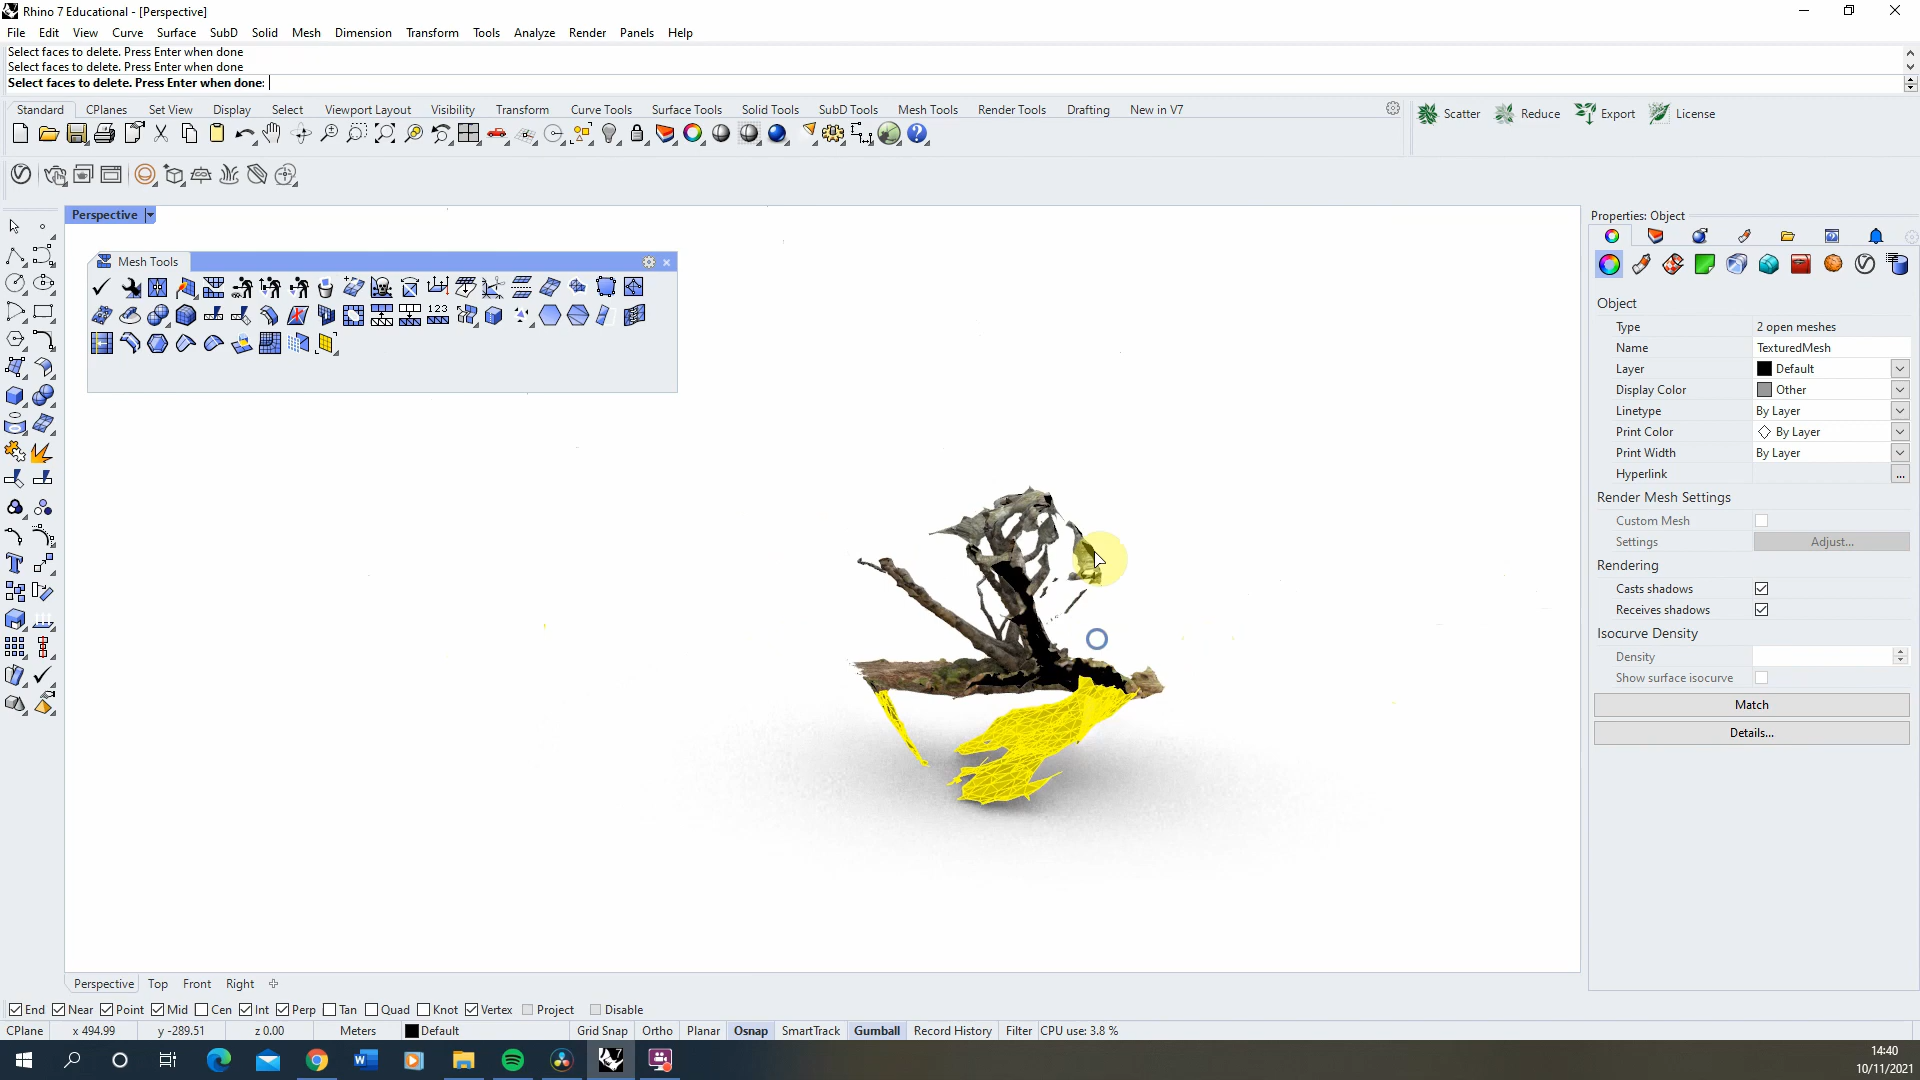 Rhino 7 Educational - [Perspective]
File Edit View Curve Surface SubD Solid Mesh Dimension Transform Tools Analyze Render Panels Help
Select faces to delete. Press Enter when done
Select faces to delete. Press Enter when done
Select faces to delete. Press Enter when done:
Standard CPlanes Set View Display Select Viewport Layout Visibility Transform Curve Tools Surface Tools Solid Tools SubD Tools Mesh Tools Render Tools Drafting New in V7
Scatter Reduce Export License
Perspective
Properties: Object
Mesh Tools
123
Object
Type 2 open meshes
Name TexturedMesh
Layer Default
Display Color Other
Linetype By Layer
Print Color By Layer
Print Width By Layer
Hyperlink ...
Render Mesh Settings
Custom Mesh
Settings Adjust...
Rendering
Casts shadows
Receives shadows
Isocurve Density
Density
Show surface isocurve
Match
Details...
Perspective Top Front Right
End Near Point Mid Cen Int Perp Tan Quad Knot Vertex Project Disable
CPlane x 494.99 y -289.51 z 0.00 Meters Default Grid Snap Ortho Planar Osnap SmartTrack Gumball Record History Filter CPU use: 3.8 %
14:40
10/11/2021